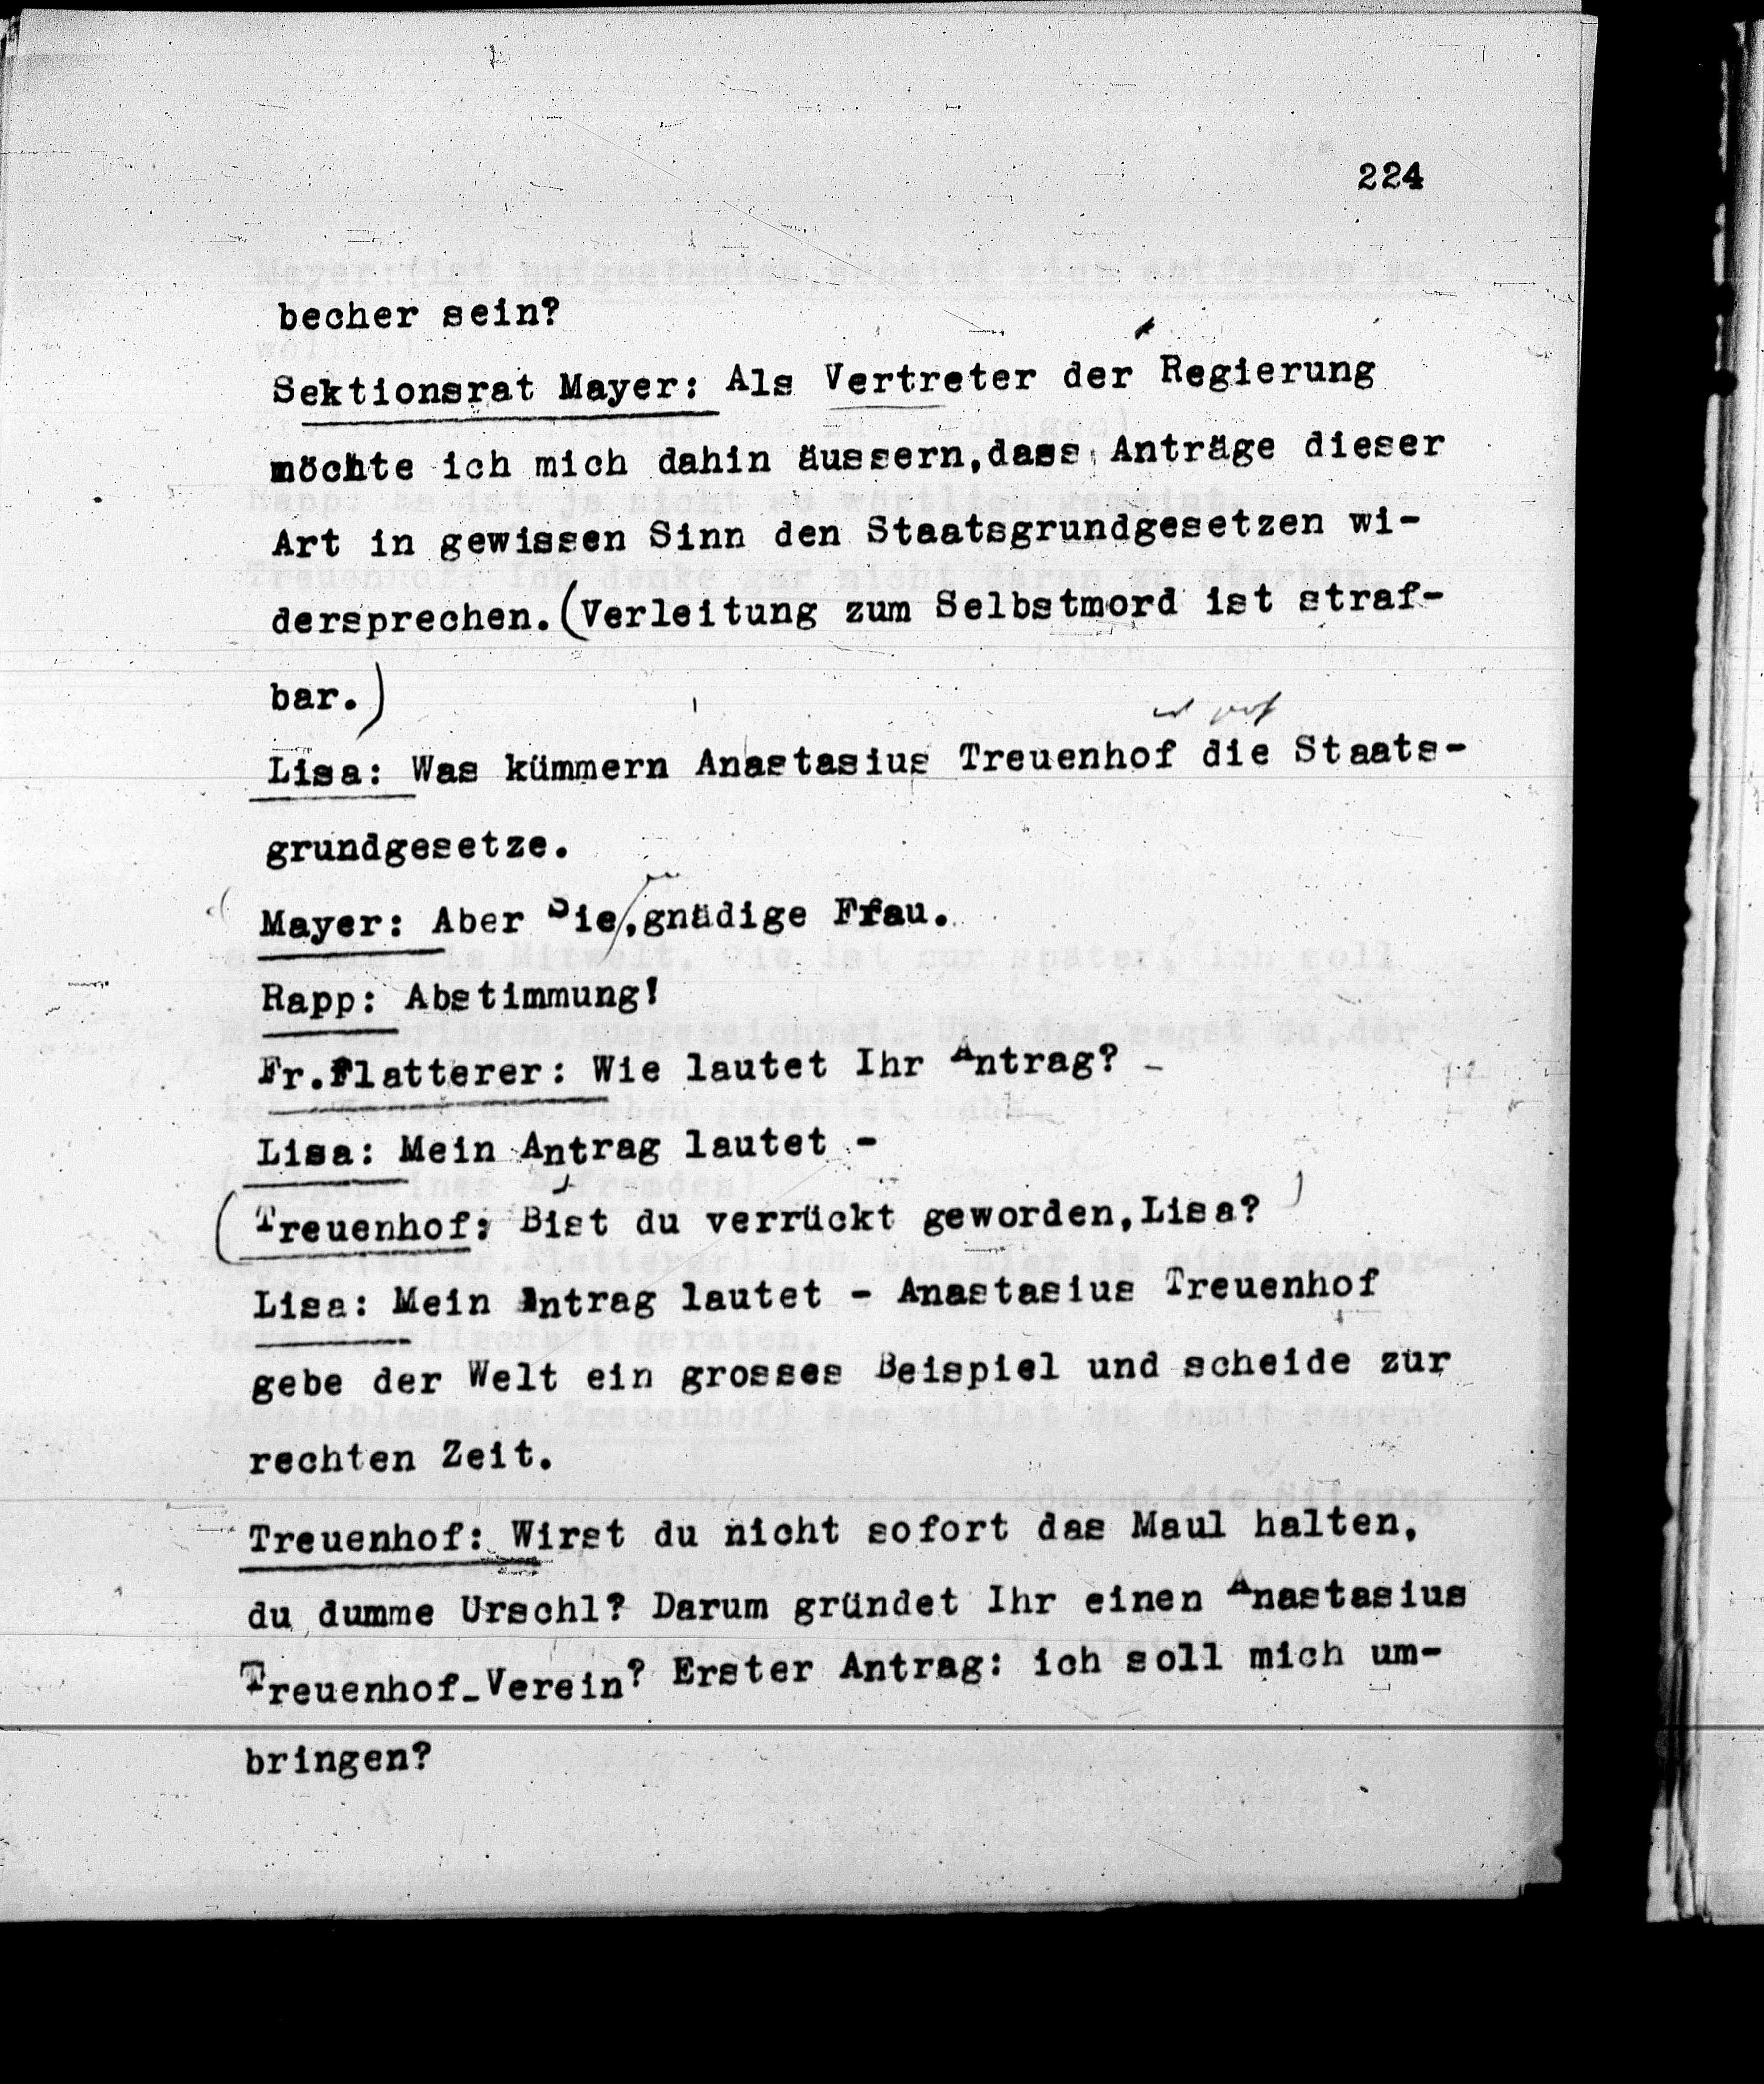 224
becher sein?
Sektionsrat Mayer: Als Vertreter der Regierung
möchte ich mich dahin äussern,dass Anträge dieser
Art in gewissen Sinn den Staatsgrundgesetzen wi-
dersprechen.(Verleitung zum Selbstmord ist straf-
bar.)
Lisa: Was kümmern Anastasius Treuenhof die Staats-
grundgesetze.
Mayer: Aber Sie,gnädige Frau.
Rapp: Abstimmung!
Fr.Flatterer: Wie lautet Ihr Antrag?
Lisa: Mein Antrag lautet -
(Treuenhof: Bist du verrückt geworden,Lisa?)
Lisa: Mein Antrag lautet - Anastasius Treuenhof
gebe der Welt ein grosses Beispiel und scheide zur
rechten Zeit.
Treuenhof: Wirst du nicht sofort das Maul halten,
du dumme Urschl? Darum gründet Ihr einen Anastasius
Treuenhof-Verein? Erster Antrag: ich soll mich um-
bringen?